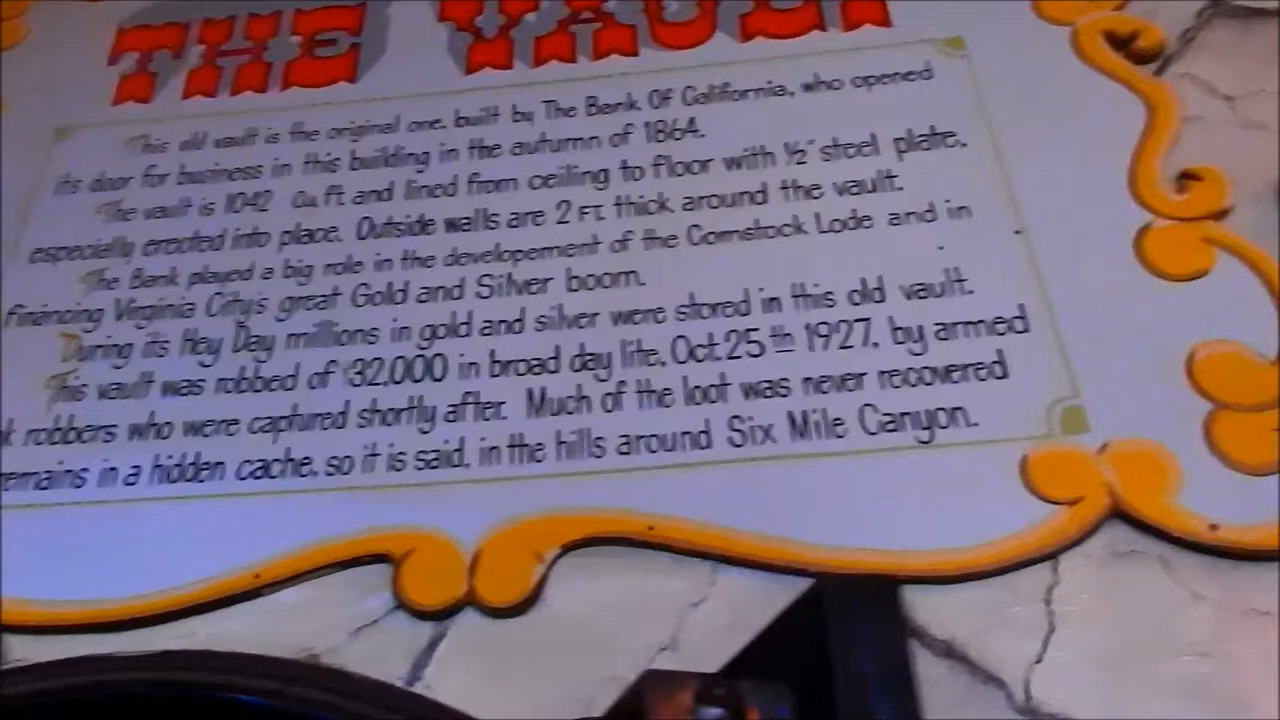 THE VAULT
This old vault is the original one, built by The Bank Of California, who opened
its door for business in this building in the autumn of 1864.
The vault is 1042 Cu. ft and lined from ceiling to floor with ½" steel plate,
especially erected into place. Outside walls are 2 FT. thick around the vault.
The Bank played a big role in the developement of the Comstock Lode and in
financing Virginia City's great Gold and Silver boom.
During its Hey Day millions in gold and silver were stored in this old vault.
This vault was robbed of $32,000 in broad day lite, Oct. 25th 1927, by armed
robbers who were captured shortly after. Much of the loot was never recovered
remains in a hidden cache, so it is said, in the hills around Six Mile Canyon.